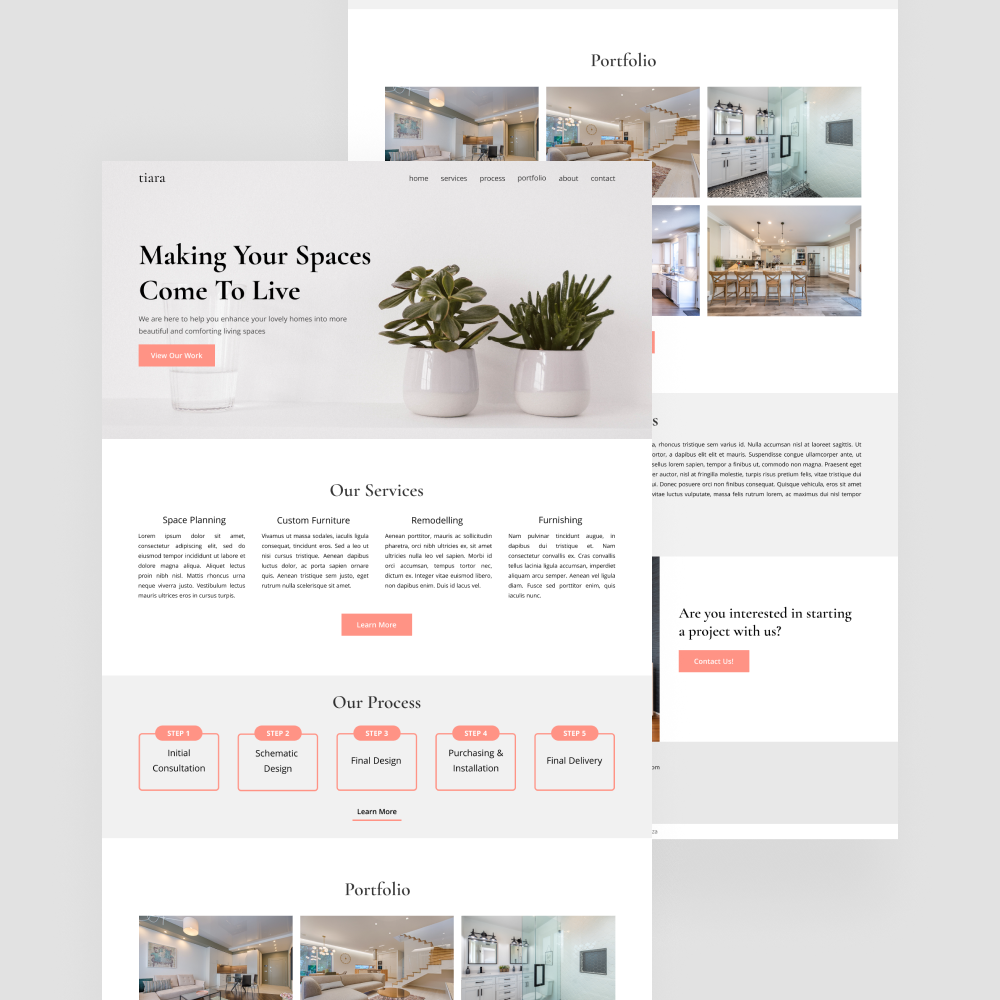 Portfolio
tiara
home services process portfolio about contact
Making Your Spaces
Come To Live
We are here to help you enhance your lovely homes into more
beautiful and comforting living spaces
View Our Work
Our Services
Space Planning
Lorem ipsum dolor sit amet,
consectetur adipiscing elit, sed do
eiusmod tempor incididunt ut labore et
dolore magna aliqua. Aliquet lectus
proin nibh nisl. Mattis rhoncus urna
neque viverra justo. Vestibulum lectus
mauris ultrices eros in cursus turpis.
Custom Furniture
Vivamus ut massa sodales, iaculis ligula
consequat, tincidunt eros. Sed a leo ut
nisi cursus tristique. Aenean dapibus
luctus dolor, ac porta sapien ornare
quis. Aenean tristique sem justo, eget
rutrum nulla scelerisque sit amet.
Remodelling
Aenean porttitor, mauris ac sollicitudin
pharetra, orci nibh ultricies ex, sit amet
ultricies nulla leo vel sapien. Morbi id
orci accumsan, tempus tortor nec,
dictum ex. Integer vitae euismod libero,
non dapibus enim. Duis id lacus vel.
Furnishing
Nam pulvinar tincidunt augue, in
dapibus dui tristique et. Nam
consectetur convallis ex. Cras convallis
tellus lacinia ligula accumsan, imperdiet
aliquam arcu semper. Aenean vel ligula
diam. Fusce sed porttitor enim, quis
iaculis nunc.
Learn More
Our Process
STEP 1
Initial
Consultation
STEP 2
Schematic
Design
STEP 3
Final Design
STEP 4
Purchasing &
Installation
STEP 5
Final Delivery
Learn More
Portfolio
s
a, rhoncus tristique sem varius id. Nulla accumsan nisl at laoreet sagittis. Ut
ortor, a dapibus elit elit et mauris. Suspendisse congue ullamcorper ante, ut
sellus lorem sapien, tempor a finibus ut, commodo non magna. Praesent eget
er auctor, nisl at fringilla molestie, turpis risus pretium felis, vitae tristique dui
ui. Donec posuere orci non finibus consequat. Quisque vehicula, eros sit amet
vitae luctus vulputate, massa felis rutrum lorem, ac maximus dui nisl tempor
Are you interested in starting
a project with us?
Contact Us!
om